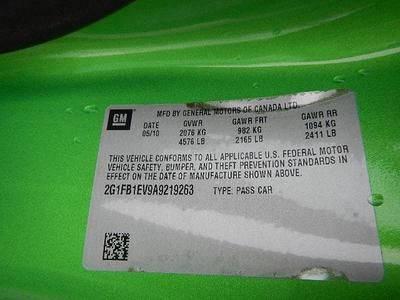 GM
MFD BY GENERAL MOTORS OF CANADA LTD.
DATE GVWR GAWR FRT GAWR RR
05/10 2076 KG 982 KG 1094 KG
4576 LB 2165 LB 2411 LB
THIS VEHICLE CONFORMS TO ALL APPLICABLE U.S. FEDERAL MOTOR
VEHICLE SAFETY, BUMPER, AND THEFT PREVENTION STANDARDS IN
EFFECT ON THE DATE OF MANUFACTURE SHOWN ABOVE.
2G1FB1EV9A9219263 TYPE: PASS CAR